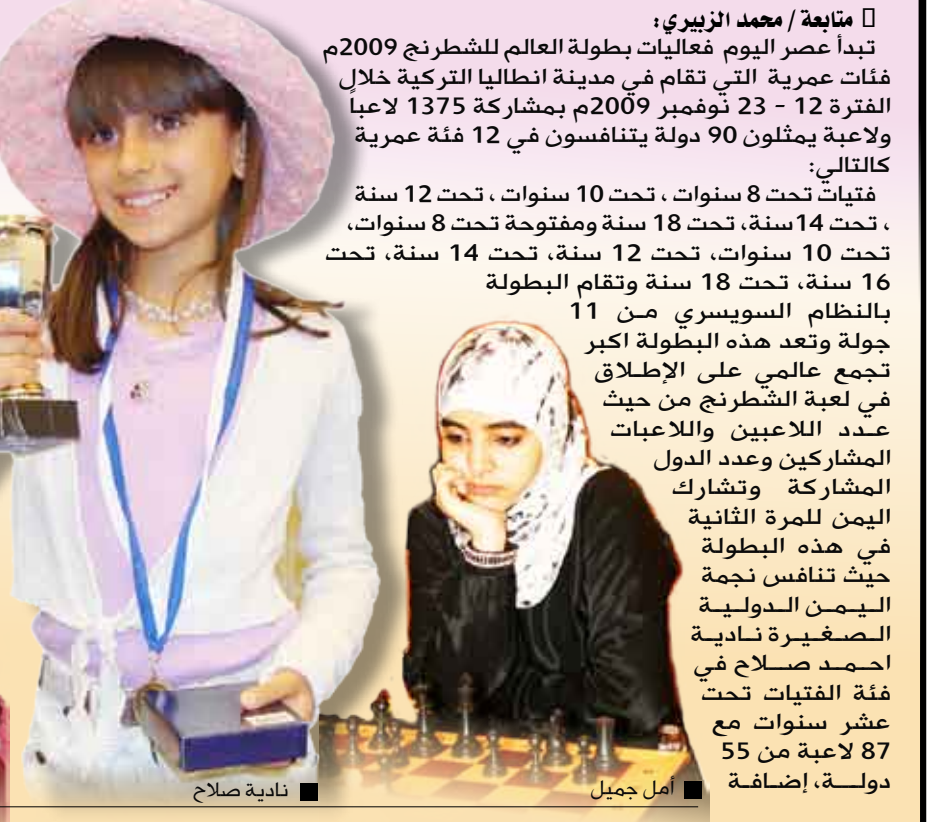 متابعة / محمد الزبيري:
تبدأ عصر اليوم فعاليات بطولة العالم للشطرنج 2009م
فئات عمرية التي تقام في مدينة انطاليا التركية خلال
الفترة 12 - 23 نوفمبر 2009م بمشاركة 1375 لاعباً
ولاعبة يمثلون 90 دولة يتنافسون في 12 فئة عمرية
كالتالي:
فتيات تحت 8 سنوات ، تحت 10 سنوات ، تحت 12 سنة
، تحت 14سنة، تحت 18 سنة ومفتوحة تحت 8 سنوات،
تحت 10 سنوات، تحت 12 سنة، تحت 14 سنة، تحت
16 سنة، تحت 18 سنة وتقام البطولة
بالنظام السويسري من 11
جولة وتعد هذه البطولة اكبر
تجمع عالمي على الإطلاق
في لعبة الشطرنج من حيث
عدد اللاعبين واللاعبات
المشاركين وعدد الدول
المشاركة وتشارك
اليمن للمرة الثانية
في هذه البطولة
حيث تنافس نجمة
اليمن الدولية
الصغيرة نادية
احمد صلاح في
فئة الفتيات تحت
عشر سنوات مع
87 لاعبة من 55
دولة، إضافة
أمل جميل
نادية صلاح